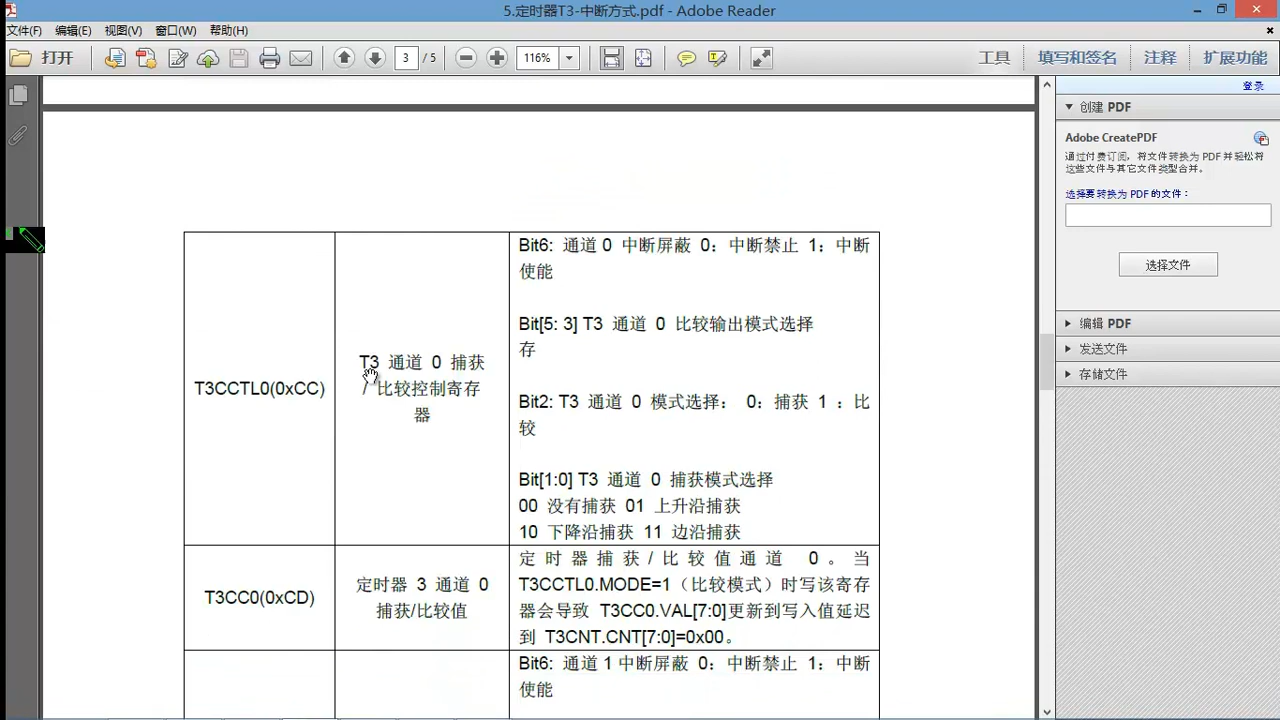 5.定时器T3-中断方式.pdf - Adobe Reader
文件(F) 编辑(E) 视图(V) 窗口(W) 帮助(H)
打开 3 / 5 116% 工具 填写和签名 注释 扩展功能
登录
创建 PDF
Adobe CreatePDF
通过付费订阅，将文件转换为 PDF 并轻松将
这些文件与其它文件类型合并。
选择要转换为 PDF 的文件：
选择文件
编辑 PDF
发送文件
存储文件
T3CCTL0(0xCC)
T3 通道 0 捕获
/ 比较控制寄存
器
Bit6: 通道0 中断屏蔽 0：中断禁止 1：中断
使能
Bit[5: 3] T3 通道 0 比较输出模式选择
存
Bit2: T3 通道 0 模式选择： 0：捕获 1 ：比
较
Bit[1:0] T3 通道 0 捕获模式选择
00 没有捕获 01 上升沿捕获
10 下降沿捕获 11 边沿捕获
T3CC0(0xCD)
定时器 3 通道 0
捕获/比较值
定时器捕获/比较值通道 0。当
T3CCTL0.MODE=1（比较模式）时写该寄存
器会导致 T3CC0.VAL[7:0]更新到写入值延迟
到 T3CNT.CNT[7:0]=0x00。
Bit6: 通道1中断屏蔽 0：中断禁止 1：中断
使能